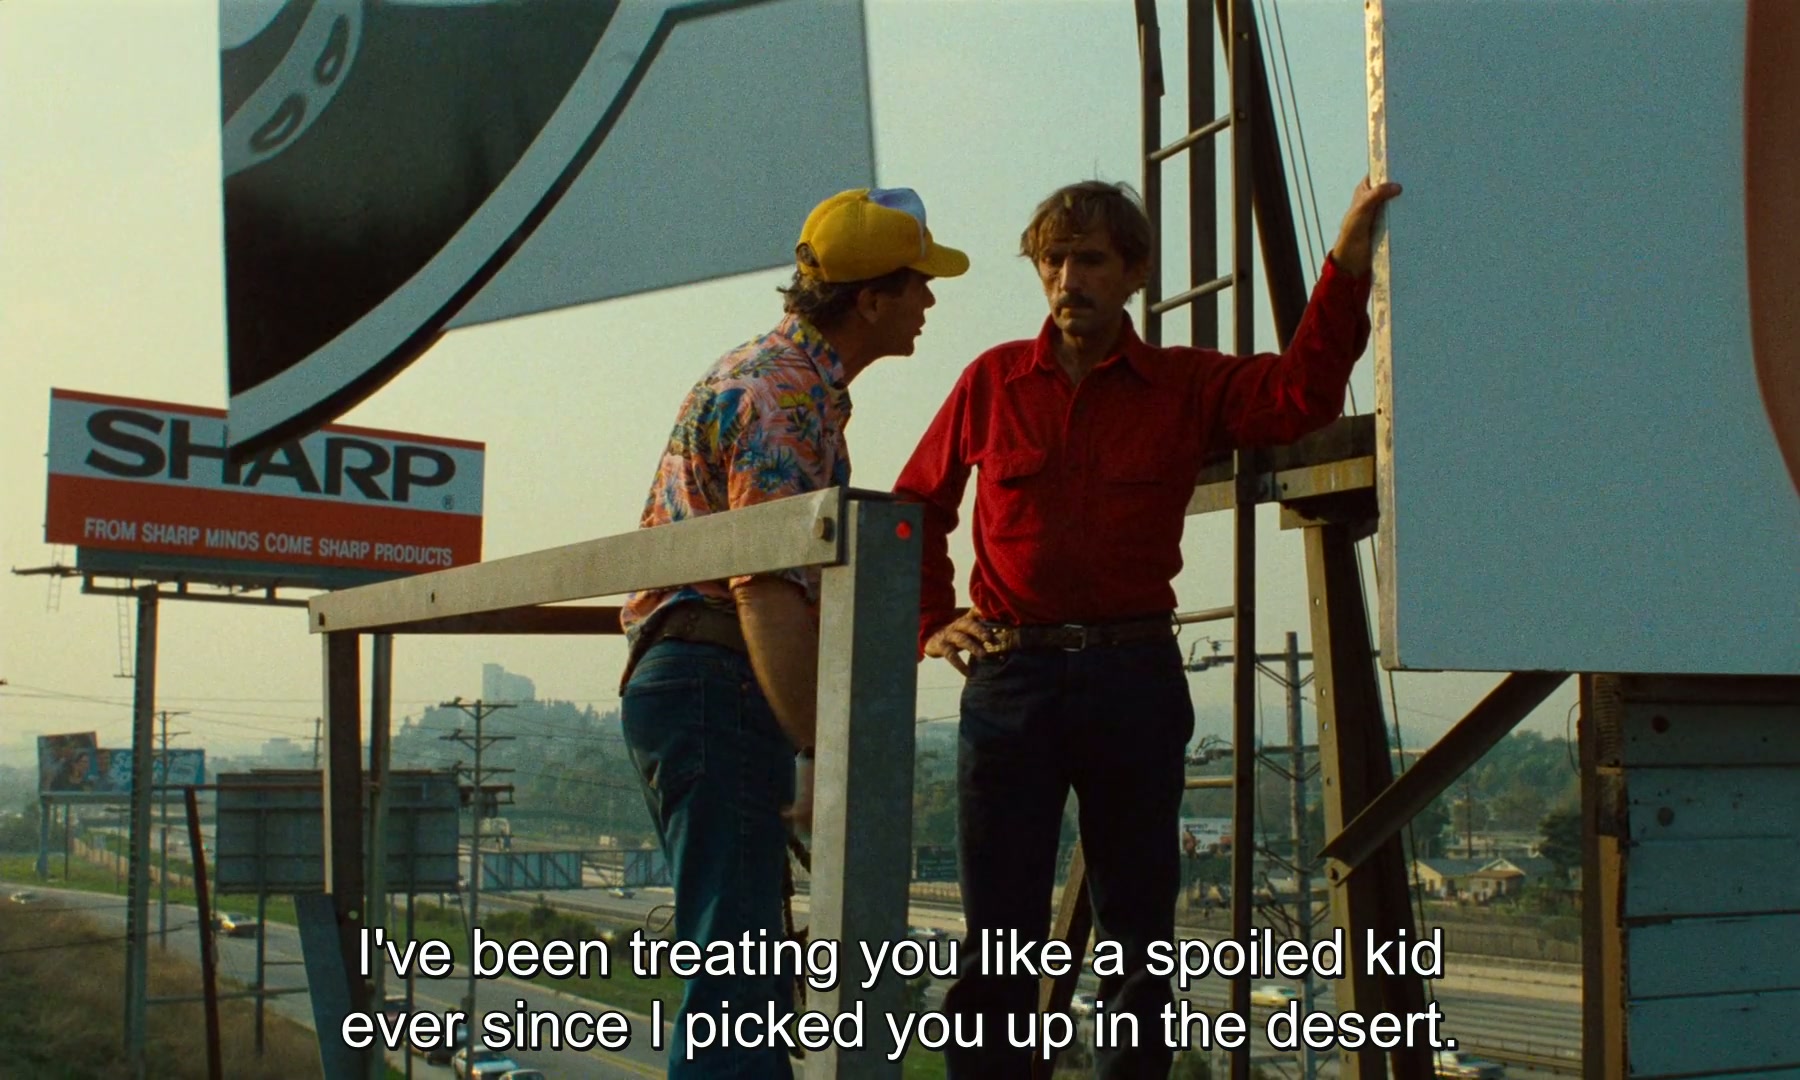 SHARP
®
FROM SHARP MINDS COME SHARP PRODUCTS
I've been treating you like a spoiled kid
ever since I picked you up in the desert.